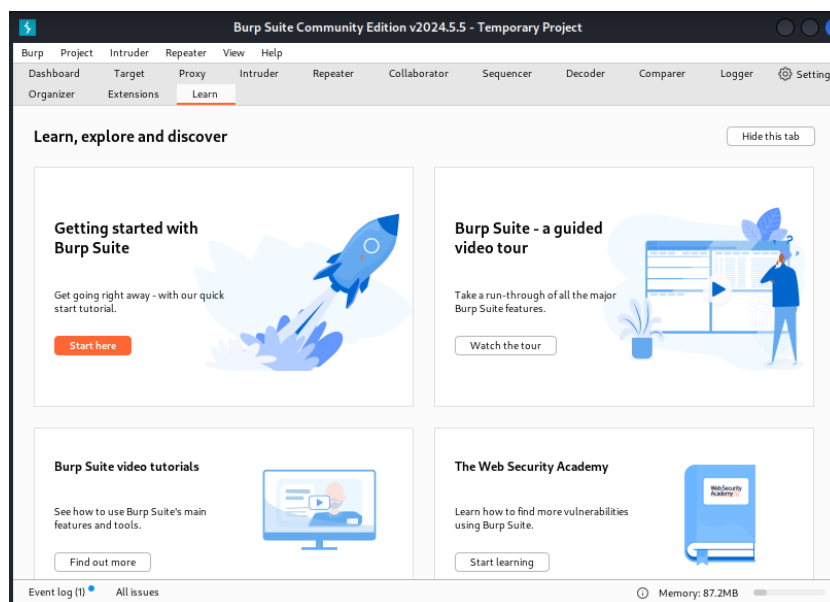 Burp Suite Community Edition v2024.5.5 - Temporary Project
Burp Project Intruder Repeater View Help
Dashboard Target Proxy Intruder Repeater Collaborator Sequencer Decoder Comparer Logger Setting
Organizer Extensions Learn
Learn, explore and discover
Hide this tab
Getting started with
Burp Suite
Get going right away - with our quick
start tutorial.
Start here
Burp Suite - a guided
video tour
Take a run-through of all the major
Burp Suite features.
Watch the tour
Burp Suite video tutorials
See how to use Burp Suite's main
features and tools.
Find out more
The Web Security Academy
Learn how to find more vulnerabilities
using Burp Suite.
Start learning
WebSecurity
Academy
Event log (1) All issues
Memory: 87.2MB